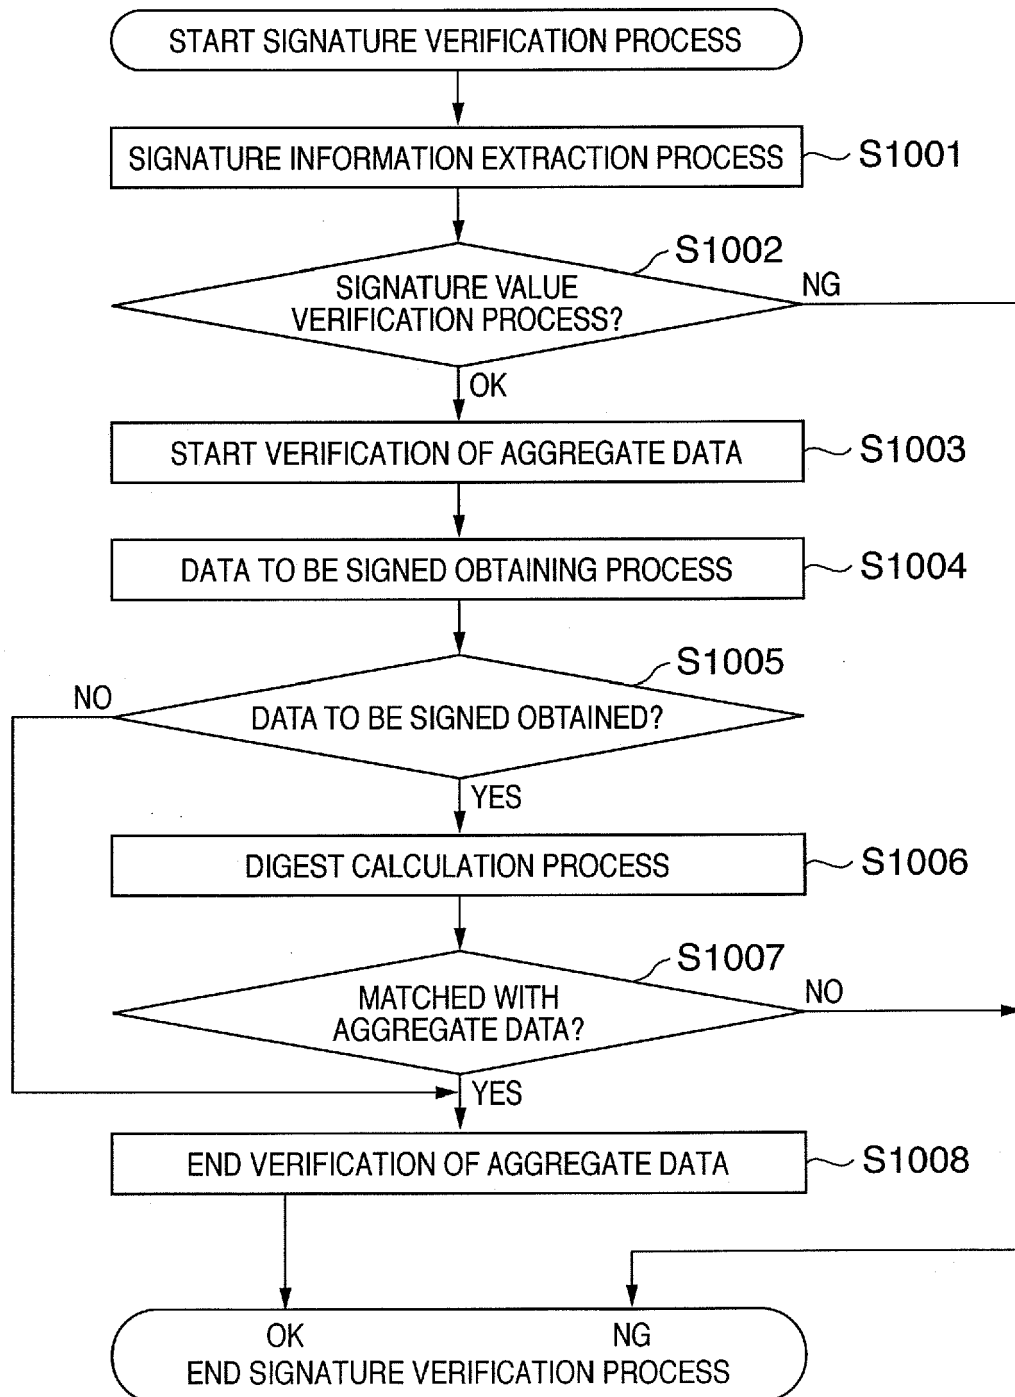 START SIGNATURE VERIFICATION PROCESS
SIGNATURE INFORMATION EXTRACTION PROCESS
S1001
S1002
SIGNATURE VALUE
VERIFICATION PROCESS?
NG
OK
START VERIFICATION OF AGGREGATE DATA
S1003
DATA TO BE SIGNED OBTAINING PROCESS
S1004
S1005
NO
DATA TO BE SIGNED OBTAINED?
YES
DIGEST CALCULATION PROCESS
S1006
S1007
MATCHED WITH
AGGREGATE DATA?
NO
YES
END VERIFICATION OF AGGREGATE DATA
S1008
OK
NG
END SIGNATURE VERIFICATION PROCESS